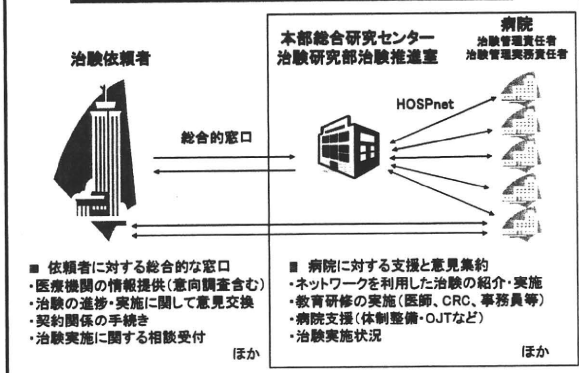 治験依頼者
本部総合研究センター
治験研究部治験推進室
病院
治験管理責任者
治験管理実務責任者
HOSPnet
総合的窓口
■ 依頼者に対する総合的な窓口
・医療機関の情報提供(意向調査含む)
・治験の進捗・実施に関して意見交換
・契約関係の手続き
・治験実施に関する相談受付
ほか
■ 病院に対する支援と意見集約
・ネットワークを利用した治験の紹介・実施
・教育研修の実施(医師、CRC、事務員等)
・病院支援(体制整備・OJTなど)
・治験実施状況
ほか